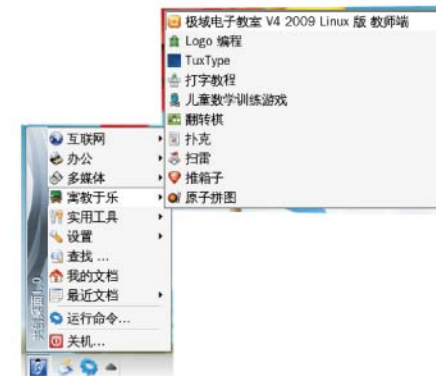 极域电子教室 V4 2009 Linux 版 教师端
Logo 编程
TuxType
打字教程
儿童数学训练游戏
翻转棋
扑克
扫雷
推箱子
原子拼图
互联网
办公
多媒体
寓教于乐
实用工具
设置
查找 ...
我的文档
最近文档
运行命令...
关机...